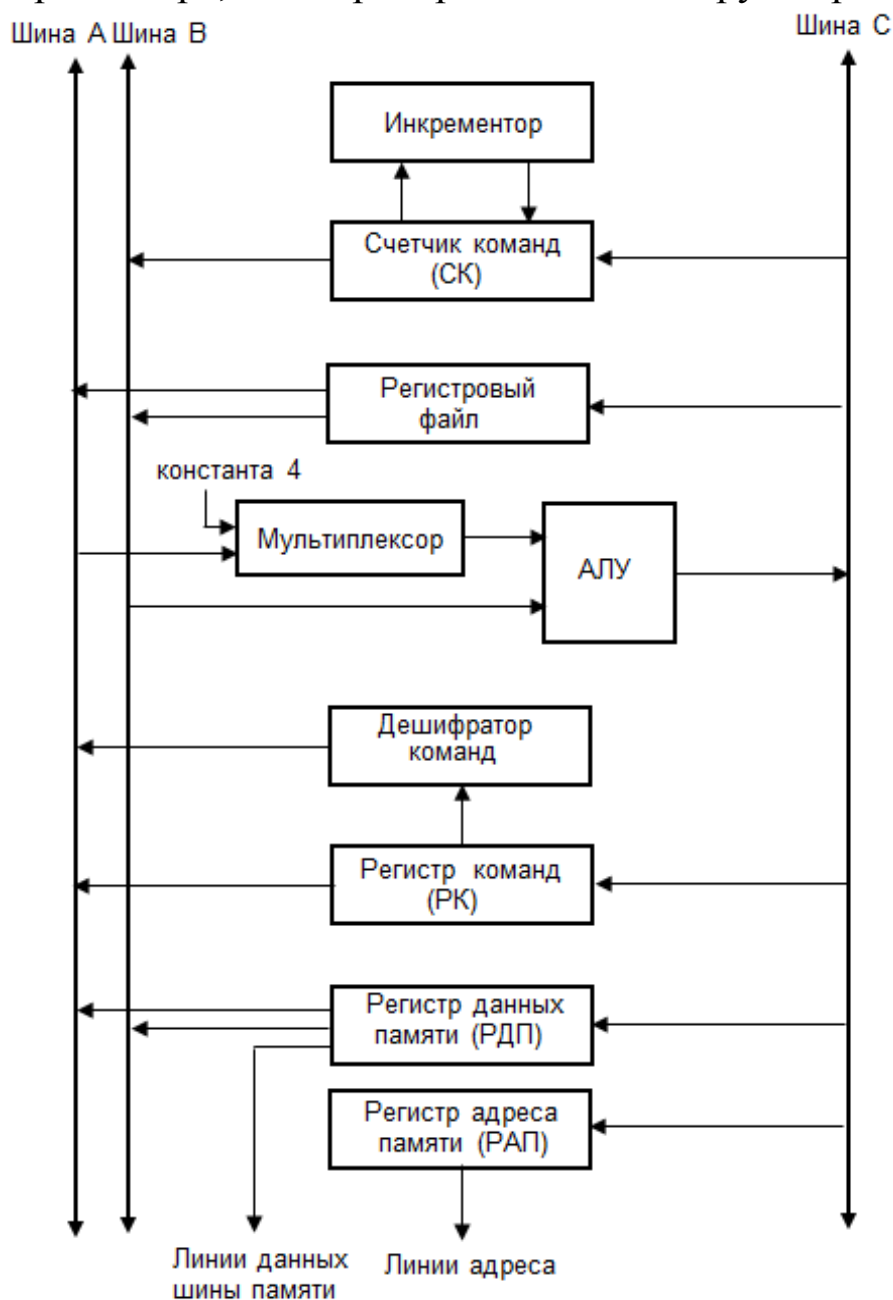 Шина А Шина В
Шина С
Инкрементор
Счетчик команд
(СК)
Регистровый
файл
константа 4
Мультиплексор
АЛУ
Дешифратор
команд
Регистр команд
(РК)
Регистр данных
памяти (РДП)
Регистр адреса
памяти (РАП)
Линии данных
шины памяти
Линии адреса